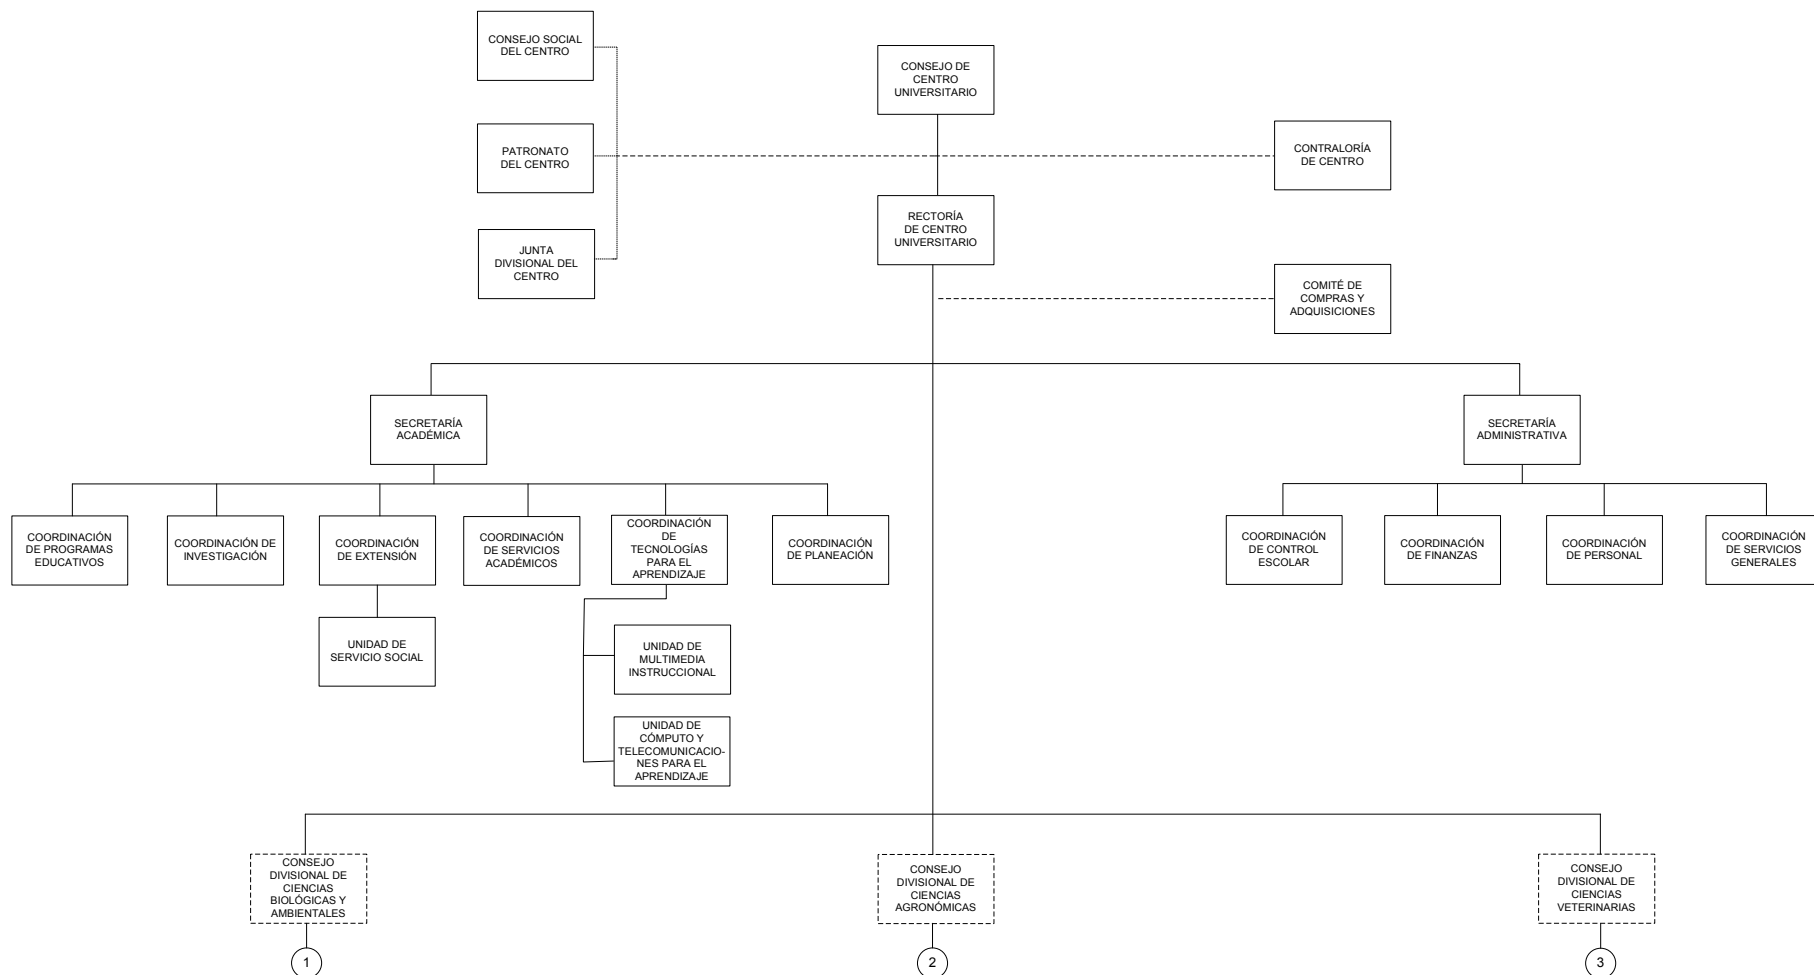 CONSEJO SOCIAL
DEL CENTRO
CONSEJO DE
CENTRO
UNIVERSITARIO
PATRONATO
DEL CENTRO
CONTRALORÍA
DE CENTRO
RECTORÍA
DE CENTRO
UNIVERSITARIO
JUNTA
DIVISIONAL DEL
CENTRO
COMITÉ DE
COMPRAS Y
ADQUISICIONES
SECRETARÍA
ACADÉMICA
SECRETARÍA
ADMINISTRATIVA
COORDINACIÓN
DE PROGRAMAS
EDUCATIVOS
COORDINACIÓN DE
INVESTIGACIÓN
COORDINACIÓN
DE EXTENSIÓN
COORDINACIÓN
DE SERVICIOS
ACADÉMICOS
COORDINACIÓN
DE
TECNOLOGÍAS
PARA EL
APRENDIZAJE
COORDINACIÓN
DE PLANEACIÓN
COORDINACIÓN
DE CONTROL
ESCOLAR
COORDINACIÓN
DE FINANZAS
COORDINACIÓN
DE PERSONAL
COORDINACIÓN
DE SERVICIOS
GENERALES
UNIDAD DE
SERVICIO SOCIAL
UNIDAD DE
MULTIMEDIA
INSTRUCCIONAL
UNIDAD DE
CÓMPUTO Y
TELECOMUNICACIO-
NES PARA EL
APRENDIZAJE
CONSEJO
DIVISIONAL DE
CIENCIAS
BIOLÓGICAS Y
AMBIENTALES
CONSEJO
DIVISIONAL DE
CIENCIAS
AGRONÓMICAS
CONSEJO
DIVISIONAL DE
CIENCIAS
VETERINARIAS
1
2
3